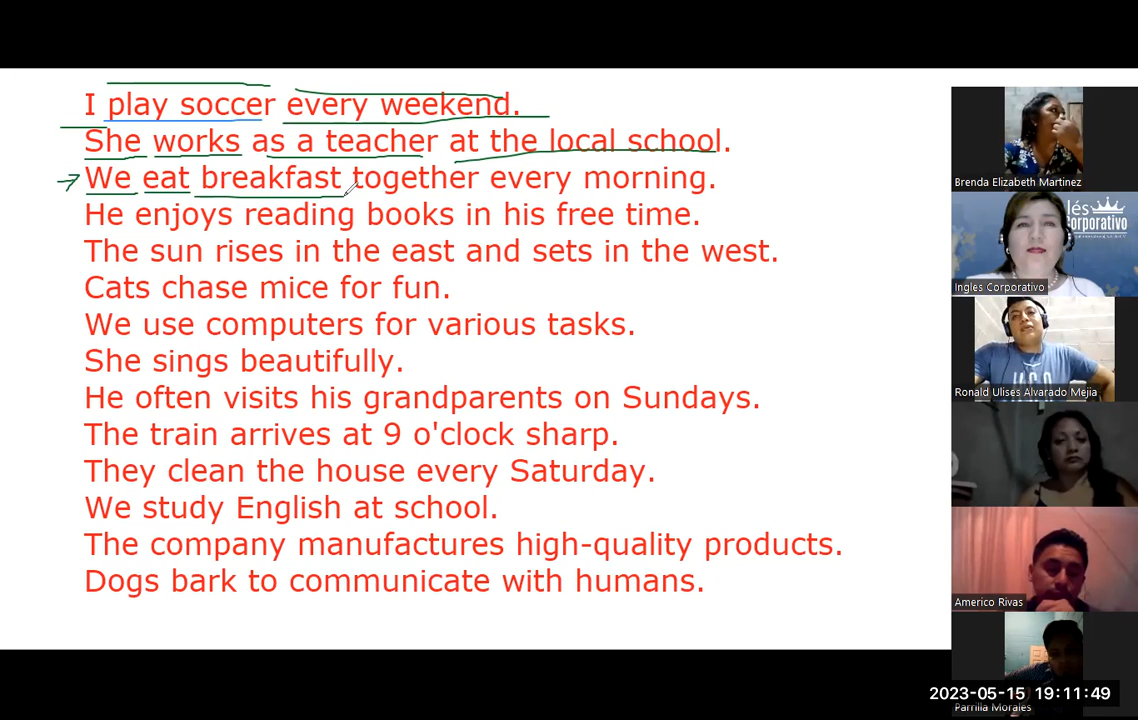 I play soccer every weekend.
She works as a teacher at the local school.
We eat breakfast together every morning.
He enjoys reading books in his free time.
The sun rises in the east and sets in the west.
Cats chase mice for fun.
We use computers for various tasks.
She sings beautifully.
He often visits his grandparents on Sundays.
The train arrives at 9 o'clock sharp.
They clean the house every Saturday.
We study English at school.
The company manufactures high-quality products.
Dogs bark to communicate with humans.
Brenda Elizabeth Martinez
lés
Corporativo
Ingles Corporativo
Ronald Ulises Alvarado Mejia
Americo Rivas
2023-05-15 19:11:49
Parrilla Morales